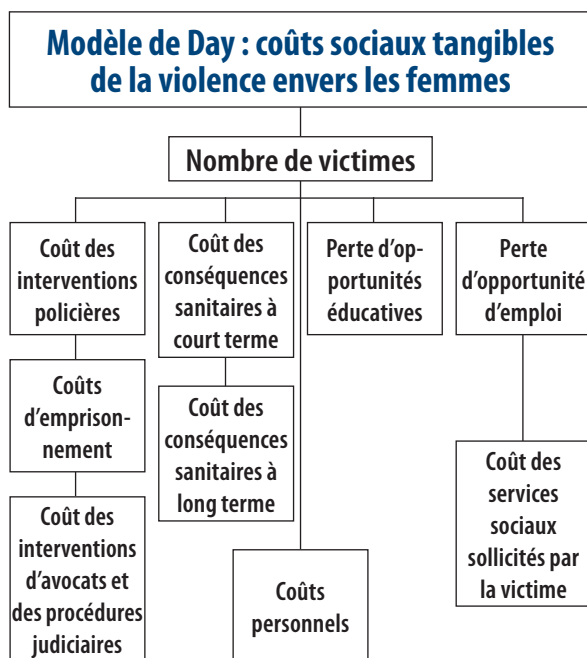 Modèle de Day : coûts sociaux tangibles
de la violence envers les femmes
Nombre de victimes
Coût des
interventions
policières
Coûts
d'emprison-
nement
Coût des
interventions
d'avocats et
des procédures
judiciaires
Coût des
conséquences
sanitaires à
court terme
Coût des
conséquences
sanitaires à
long terme
Coûts
personnels
Perte d'op-
portunités
éducatives
Perte
d'opportunité
d'emploi
Coût des
services
sociaux
sollicités par
la victime